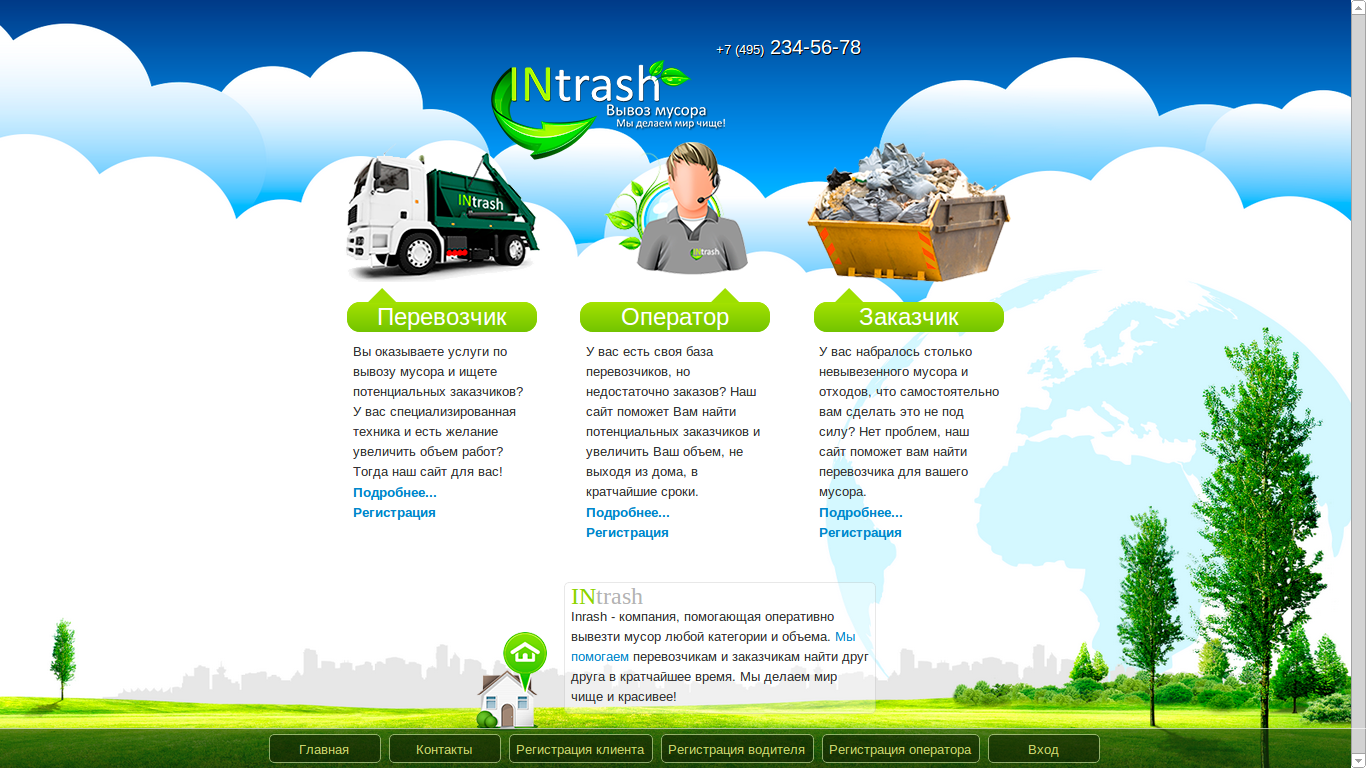 +7 (495) 234-56-78
INtrash
Вывоз мусора
Мы делаем мир чище!
INtrash
INtrash
Перевозчик
Вы оказываете услуги по
вывозу мусора и ищете
потенциальных заказчиков?
У вас специализированная
техника и есть желание
увеличить объем работ?
Тогда наш сайт для вас!
Подробнее...
Регистрация
Оператор
У вас есть своя база
перевозчиков, но
недостаточно заказов? Наш
сайт поможет Вам найти
потенциальных заказчиков и
увеличить Ваш объем, не
выходя из дома, в
кратчайшие сроки.
Подробнее...
Регистрация
Заказчик
У вас набралось столько
невывезенного мусора и
отходов, что самостоятельно
вам сделать это не под
силу? Нет проблем, наш
сайт поможет вам найти
перевозчика для вашего
мусора.
Подробнее...
Регистрация
INtrash
Inrash - компания, помогающая оперативно
вывезти мусор любой категории и объема. Мы
помогаем перевозчикам и заказчикам найти друг
друга в кратчайшее время. Мы делаем мир
чище и красивее!
Главная
Контакты
Регистрация клиента
Регистрация водителя
Регистрация оператора
Вход